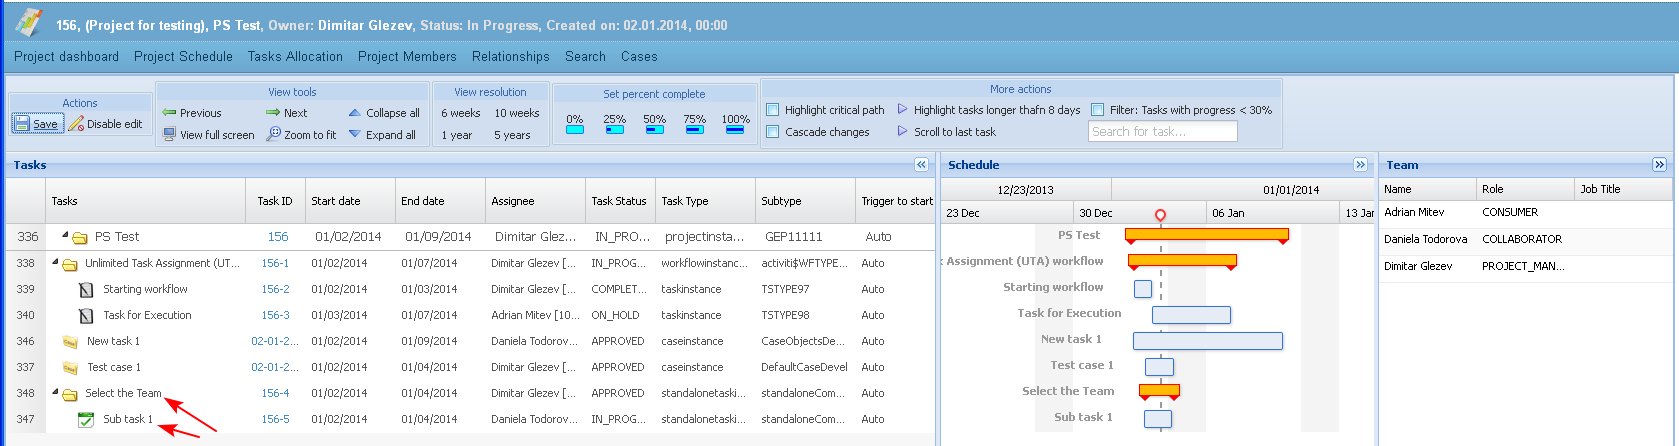 156, (Project for testing), PS Test, Owner: Dimitar Glezev, Status: In Progress, Created on: 02.01.2014, 00:00
Project dashboard Project Schedule Tasks Allocation Project Members Relationships Search Cases
Actions
Save Disable edit
View tools
Previous Next Collapse all
View full screen Zoom to fit Expand all
View resolution
6 weeks 10 weeks
1 year 5 years
Set percent complete
0% 25% 50% 75% 100%
More actions
Highlight critical path Highlight tasks longer thafn 8 days Filter: Tasks with progress < 30%
Cascade changes Scroll to last task Search for task...
Tasks
Tasks Task ID Start date End date Assignee Task Status Task Type Subtype Trigger to start
336 PS Test 156 01/02/2014 01/09/2014 Dimitar Glez... IN_PRO... projectinsta... GEP11111 Auto
338 Unlimited Task Assignment (UT... 156-1 01/02/2014 01/07/2014 Dimitar Glezev [... IN_PROG... workflowinstanc... activiti$WFTYPE... Auto
339 Starting workflow 156-2 01/02/2014 01/03/2014 Dimitar Glezev [... COMPLET... taskinstance TSTYPE97 Auto
340 Task for Execution 156-3 01/03/2014 01/07/2014 Adrian Mitev [10... ON_HOLD taskinstance TSTYPE98 Auto
346 New task 1 02-01-2... 01/02/2014 01/09/2014 Daniela Todorov... APPROVED caseinstance CaseObjectsDe... Auto
337 Test case 1 02-01-2... 01/02/2014 01/04/2014 Dimitar Glezev [... APPROVED caseinstance DefaultCaseDevel Auto
348 Select the Team 156-4 01/02/2014 01/04/2014 Dimitar Glezev [... APPROVED standalonetaski... standaloneCom... Auto
347 Sub task 1 156-5 01/02/2014 01/04/2014 Daniela Todorov... IN_PROG... standalonetaski... standaloneCom... Auto
Schedule
12/23/2013 01/01/2014
23 Dec 30 Dec 06 Jan 13 Jan
PS Test
Assignment (UTA) workflow
Starting workflow
Task for Execution
New task 1
Test case 1
Select the Team
Sub task 1
Team
Name Role Job Title
Adrian Mitev CONSUMER
Daniela Todorova COLLABORATOR
Dimitar Glezev PROJECT_MAN...